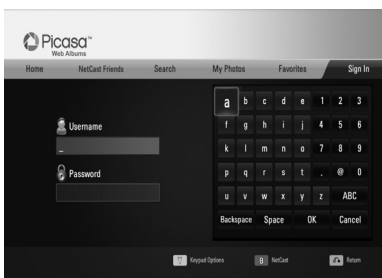 Picasa™
Web Albums
Home NetCast Friends Search My Photos Favorites Sign In
a b c d e 1 2 3
Username
f g h i j 4 5 6
_
k l m n o 7 8 9
Password
p q r s t . @ 0
u v w x y z ABC
Backspace Space OK Cancel
Keypad Options B NetCast Return